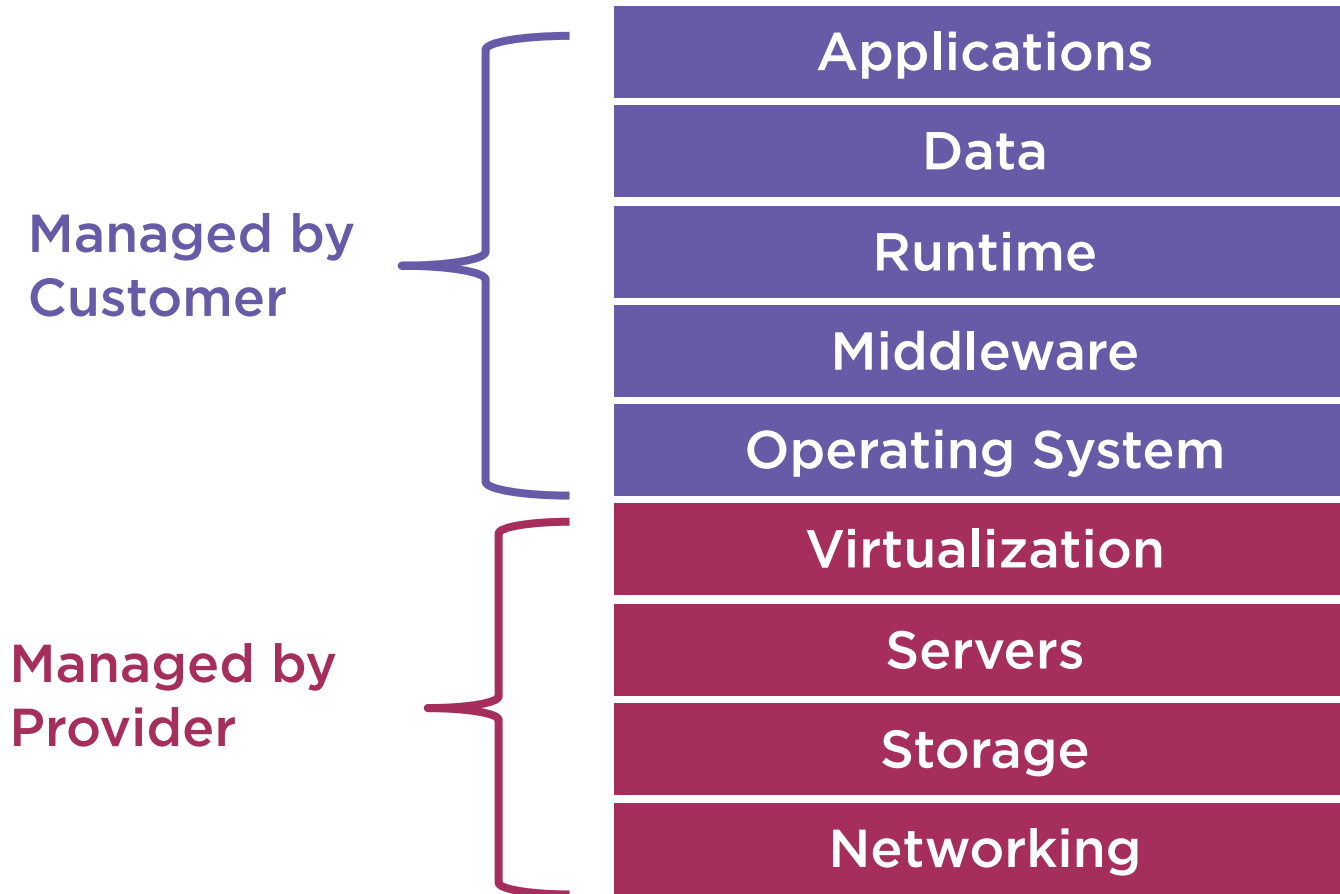 Applications
Data
Managed by
Customer
Runtime
Middleware
Operating System
Virtualization
Servers
Managed by
Provider
Storage
Networking